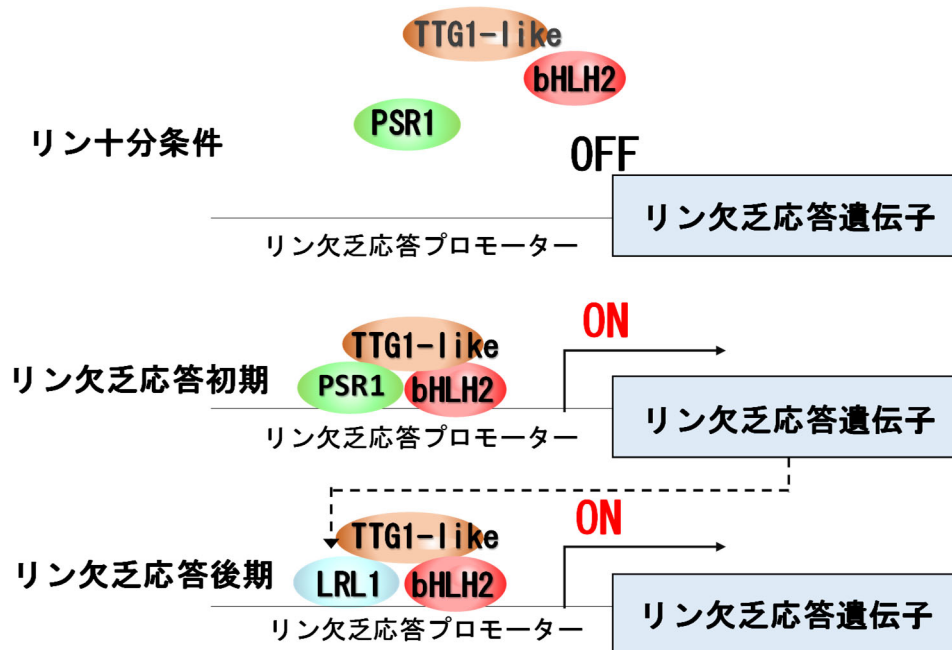 TTG1-like
bHLH2
PSR1
リン十分条件
OFF
リン欠乏応答遺伝子
リン欠乏応答プロモーター
ON
TTG1-like
リン欠乏応答初期
PSR1
bHLH2
リン欠乏応答遺伝子
リン欠乏応答プロモーター
ON
TTG1-like
リン欠乏応答後期
LRL1
bHLH2
リン欠乏応答遺伝子
リン欠乏応答プロモーター